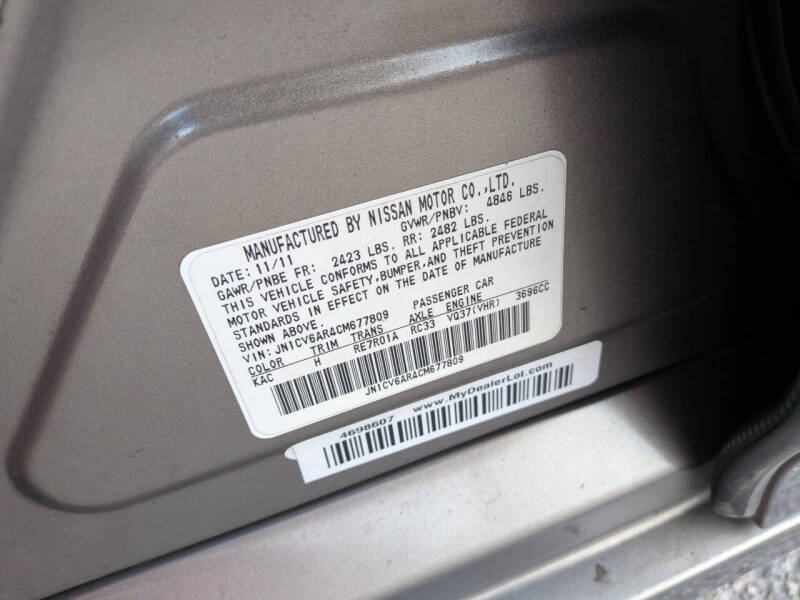 MANUFACTURED BY NISSAN MOTOR CO.,LTD.
DATE: 11/11 GVWR/PNBV: 4846 LBS.
GAWR/PNBE FR: 2423 LBS. RR: 2482 LBS.
THIS VEHICLE CONFORMS TO ALL APPLICABLE FEDERAL
MOTOR VEHICLE SAFETY,BUMPER,AND THEFT PREVENTION
STANDARDS IN EFFECT ON THE DATE OF MANUFACTURE
SHOWN ABOVE.
VIN: JN1CV6AR4CM677809 PASSENGER CAR
COLOR TRIM TRANS AXLE ENGINE
KAC H RE7R01A RC33 VQ37(VHR) 3696CC
JN1CV6AR4CM677809
4698607 www.MyDealerLot.com